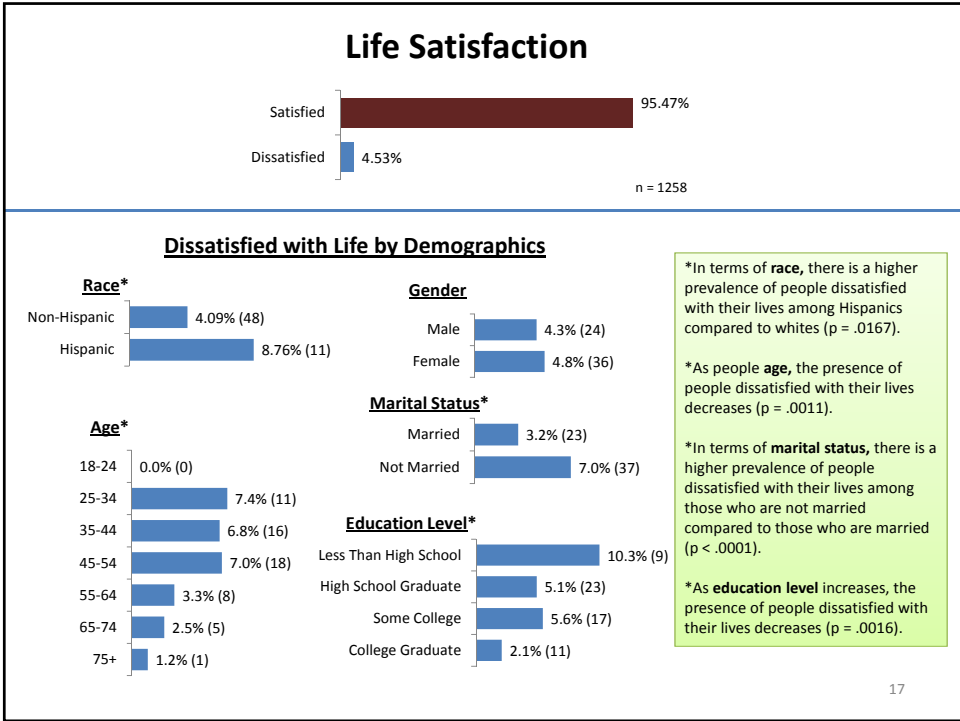 Life Satisfaction
Satisfied
95.47%
Dissatisfied
4.53%
n = 1258
Dissatisfied with Life by Demographics
Race*
Non-Hispanic
4.09% (48)
Hispanic
8.76% (11)
Age*
18-24
0.0% (0)
25-34
7.4% (11)
35-44
6.8% (16)
45-54
7.0% (18)
55-64
3.3% (8)
65-74
2.5% (5)
75+
1.2% (1)
Gender
Male
4.3% (24)
Female
4.8% (36)
Marital Status*
Married
3.2% (23)
Not Married
7.0% (37)
Education Level*
Less Than High School
10.3% (9)
High School Graduate
5.1% (23)
Some College
5.6% (17)
College Graduate
2.1% (11)
*In terms of race, there is a higher
prevalence of people dissatisfied
with their lives among Hispanics
compared to whites (p = .0167).
*As people age, the presence of
people dissatisfied with their lives
decreases (p = .0011).
*In terms of marital status, there is a
higher prevalence of people
dissatisfied with their lives among
those who are not married
compared to those who are married
(p < .0001).
*As education level increases, the
presence of people dissatisfied with
their lives decreases (p = .0016).
17